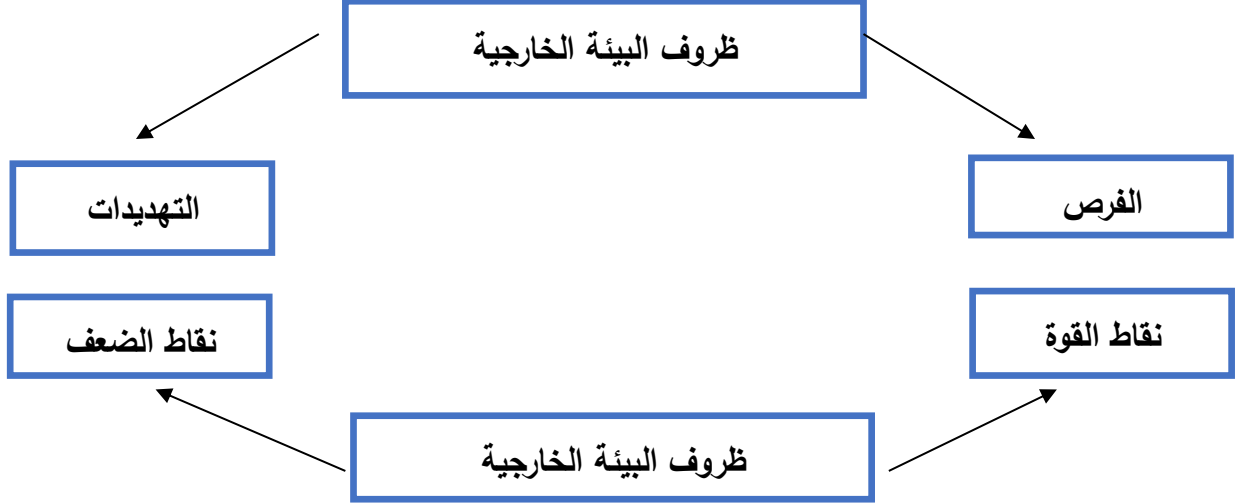 ظروف البيئة الخارجية
الفرص
التهديدات
نقاط القوة
نقاط الضعف
ظروف البيئة الخارجية